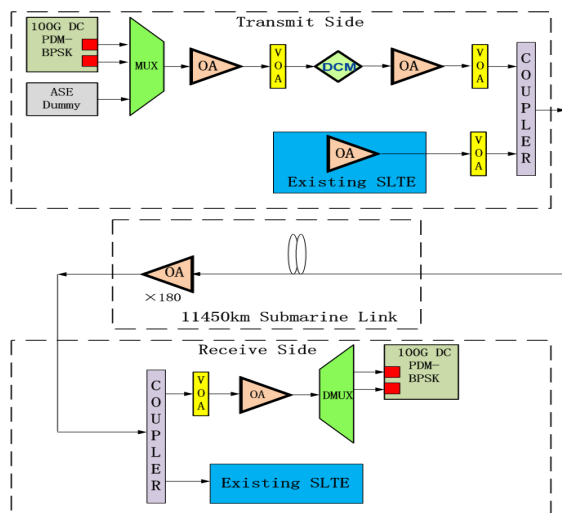 Transmit Side
100G DC
PDM-
BPSK
MUX
OA
VOA
DCM
OA
VOA
COUPLER
ASE
Dummy
OA
Existing SLTE
VOA
OA
×180
11450km Submarine Link
Receive Side
COUPLER
VOA
OA
DMUX
100G DC
PDM-
BPSK
Existing SLTE